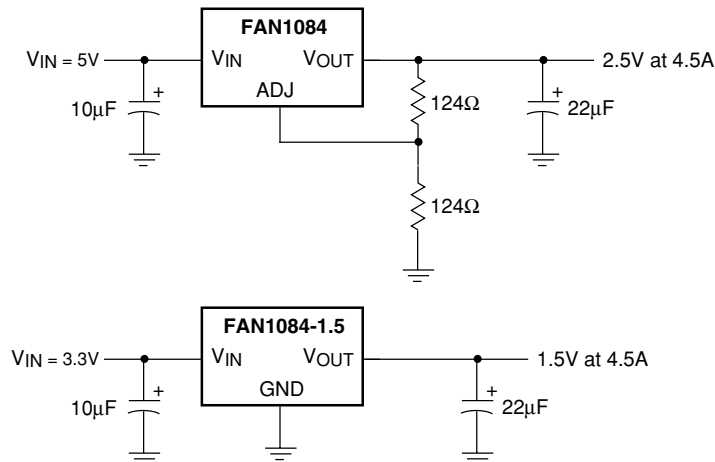 FAN1084
VIN = 5V
VIN
VOUT
2.5V at 4.5A
ADJ
+
10µF
124Ω
+
22µF
124Ω
FAN1084-1.5
VIN = 3.3V
VIN
VOUT
1.5V at 4.5A
GND
+
10µF
+
22µF